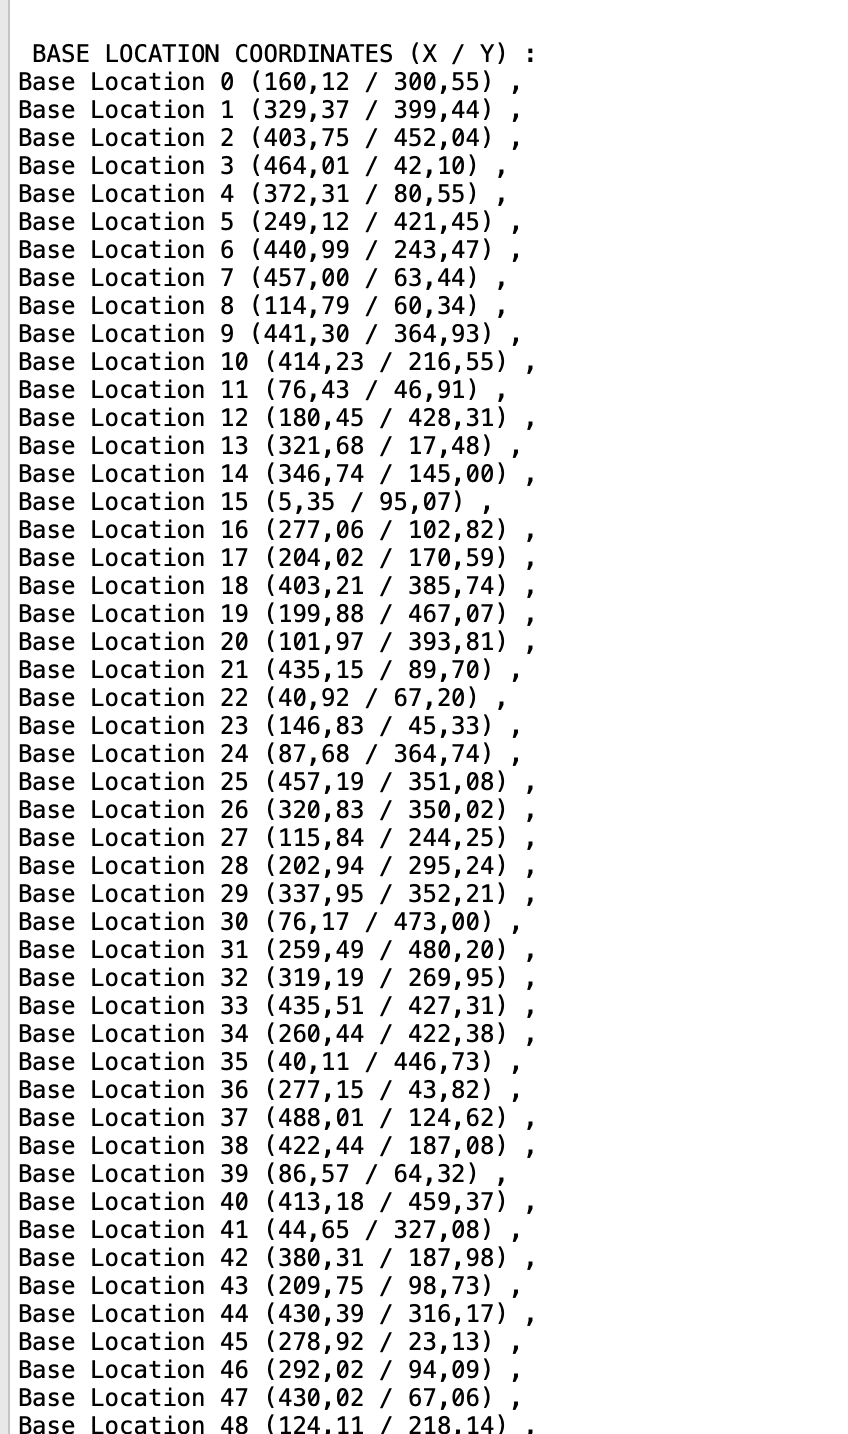 BASE LOCATION COORDINATES (X / Y) :
Base Location 0 (160,12 / 300,55) ,
Base Location 1 (329,37 / 399,44) ,
Base Location 2 (403,75 / 452,04) ,
Base Location 3 (464,01 / 42,10) ,
Base Location 4 (372,31 / 80,55) ,
Base Location 5 (249,12 / 421,45) ,
Base Location 6 (440,99 / 243,47) ,
Base Location 7 (457,00 / 63,44) ,
Base Location 8 (114,79 / 60,34) ,
Base Location 9 (441,30 / 364,93) ,
Base Location 10 (414,23 / 216,55) ,
Base Location 11 (76,43 / 46,91) ,
Base Location 12 (180,45 / 428,31) ,
Base Location 13 (321,68 / 17,48) ,
Base Location 14 (346,74 / 145,00) ,
Base Location 15 (5,35 / 95,07) ,
Base Location 16 (277,06 / 102,82) ,
Base Location 17 (204,02 / 170,59) ,
Base Location 18 (403,21 / 385,74) ,
Base Location 19 (199,88 / 467,07) ,
Base Location 20 (101,97 / 393,81) ,
Base Location 21 (435,15 / 89,70) ,
Base Location 22 (40,92 / 67,20) ,
Base Location 23 (146,83 / 45,33) ,
Base Location 24 (87,68 / 364,74) ,
Base Location 25 (457,19 / 351,08) ,
Base Location 26 (320,83 / 350,02) ,
Base Location 27 (115,84 / 244,25) ,
Base Location 28 (202,94 / 295,24) ,
Base Location 29 (337,95 / 352,21) ,
Base Location 30 (76,17 / 473,00) ,
Base Location 31 (259,49 / 480,20) ,
Base Location 32 (319,19 / 269,95) ,
Base Location 33 (435,51 / 427,31) ,
Base Location 34 (260,44 / 422,38) ,
Base Location 35 (40,11 / 446,73) ,
Base Location 36 (277,15 / 43,82) ,
Base Location 37 (488,01 / 124,62) ,
Base Location 38 (422,44 / 187,08) ,
Base Location 39 (86,57 / 64,32) ,
Base Location 40 (413,18 / 459,37) ,
Base Location 41 (44,65 / 327,08) ,
Base Location 42 (380,31 / 187,98) ,
Base Location 43 (209,75 / 98,73) ,
Base Location 44 (430,39 / 316,17) ,
Base Location 45 (278,92 / 23,13) ,
Base Location 46 (292,02 / 94,09) ,
Base Location 47 (430,02 / 67,06) ,
Base Location 48 (124,11 / 218,14) ,